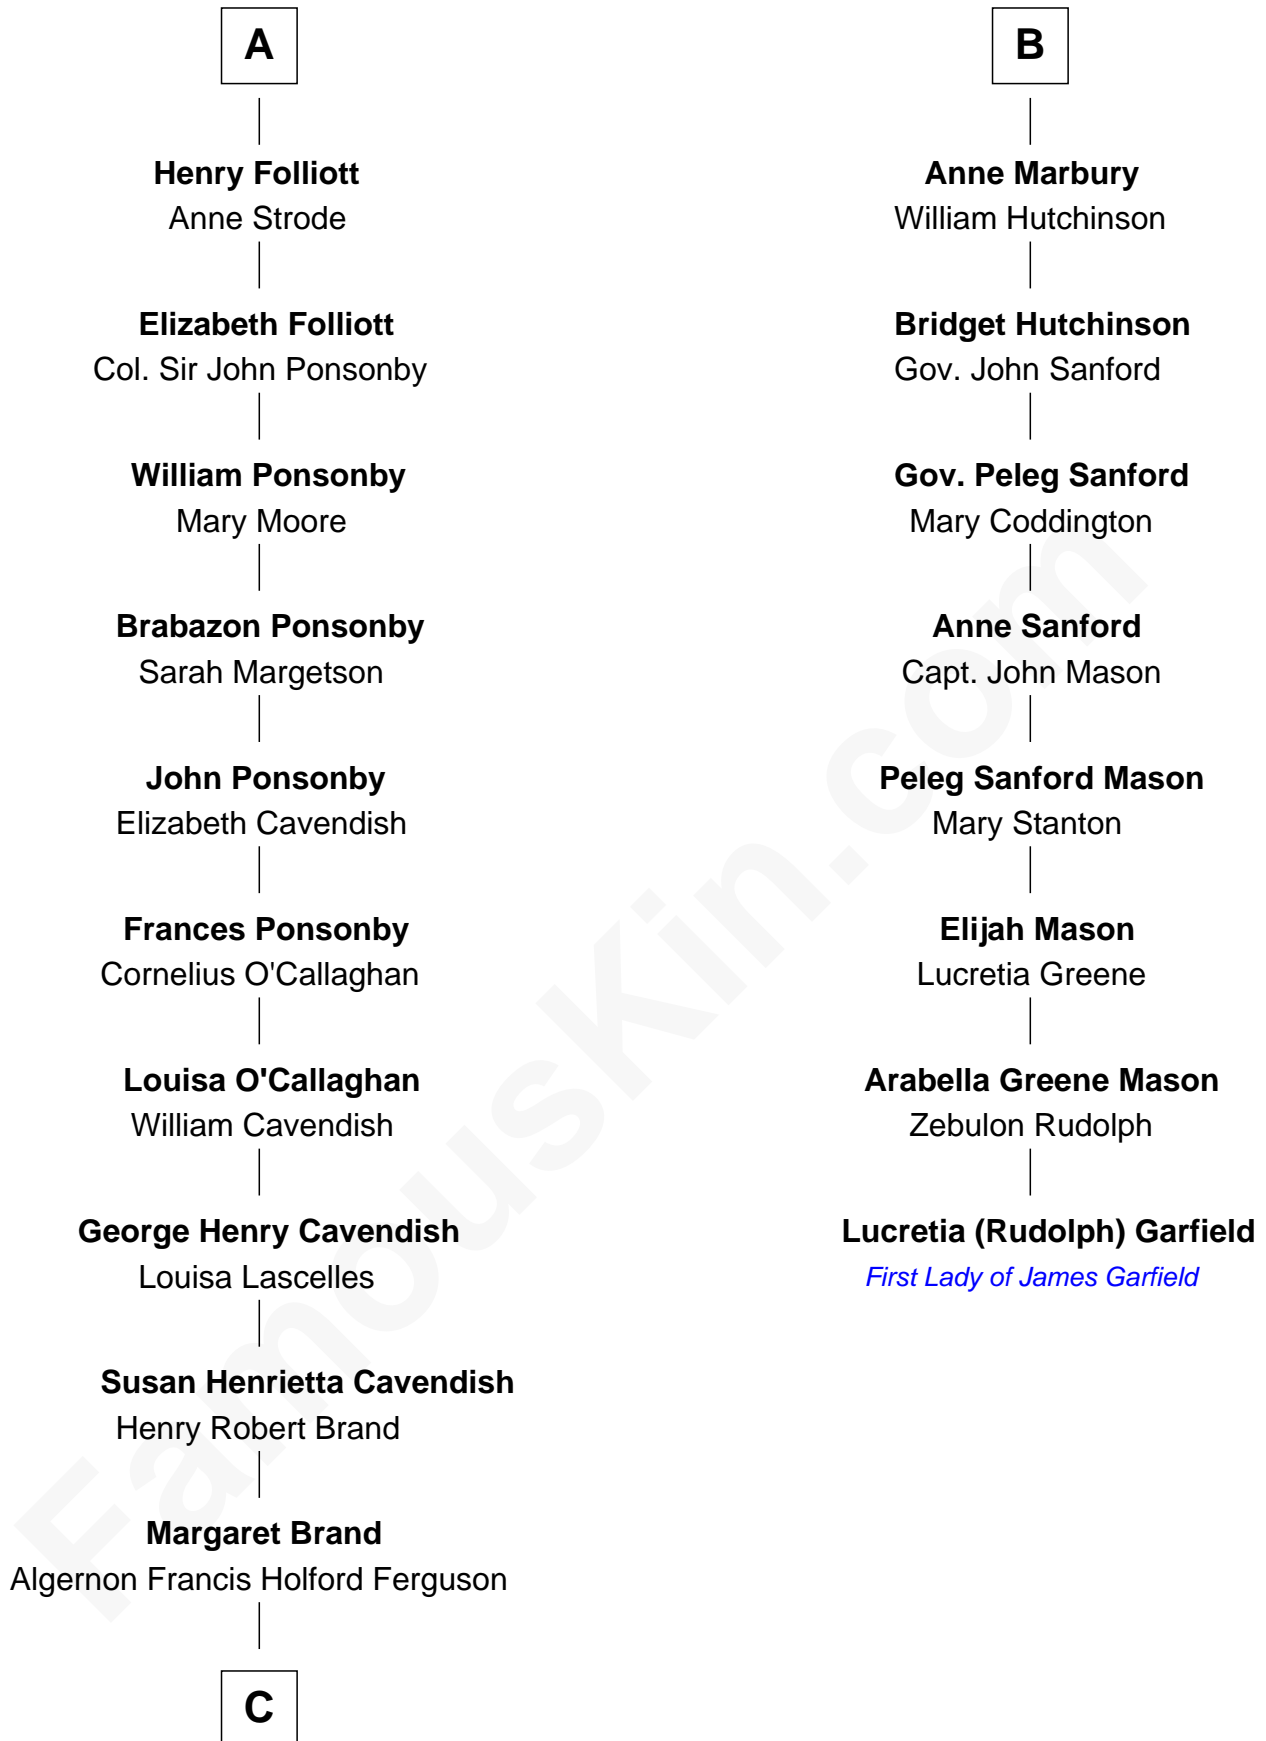 A
Henry Folliott
Anne Strode
Elizabeth Folliott
Col. Sir John Ponsonby
William Ponsonby
Mary Moore
Brabazon Ponsonby
Sarah Margetson
John Ponsonby
Elizabeth Cavendish
Frances Ponsonby
Cornelius O'Callaghan
Louisa O'Callaghan
William Cavendish
George Henry Cavendish
Louisa Lascelles
Susan Henrietta Cavendish
Henry Robert Brand
Margaret Brand
Algernon Francis Holford Ferguson
C
B
Anne Marbury
William Hutchinson
Bridget Hutchinson
Gov. John Sanford
Gov. Peleg Sanford
Mary Coddington
Anne Sanford
Capt. John Mason
Peleg Sanford Mason
Mary Stanton
Elijah Mason
Lucretia Greene
Arabella Greene Mason
Zebulon Rudolph
Lucretia (Rudolph) Garfield
First Lady of James Garfield
FamousKin.com